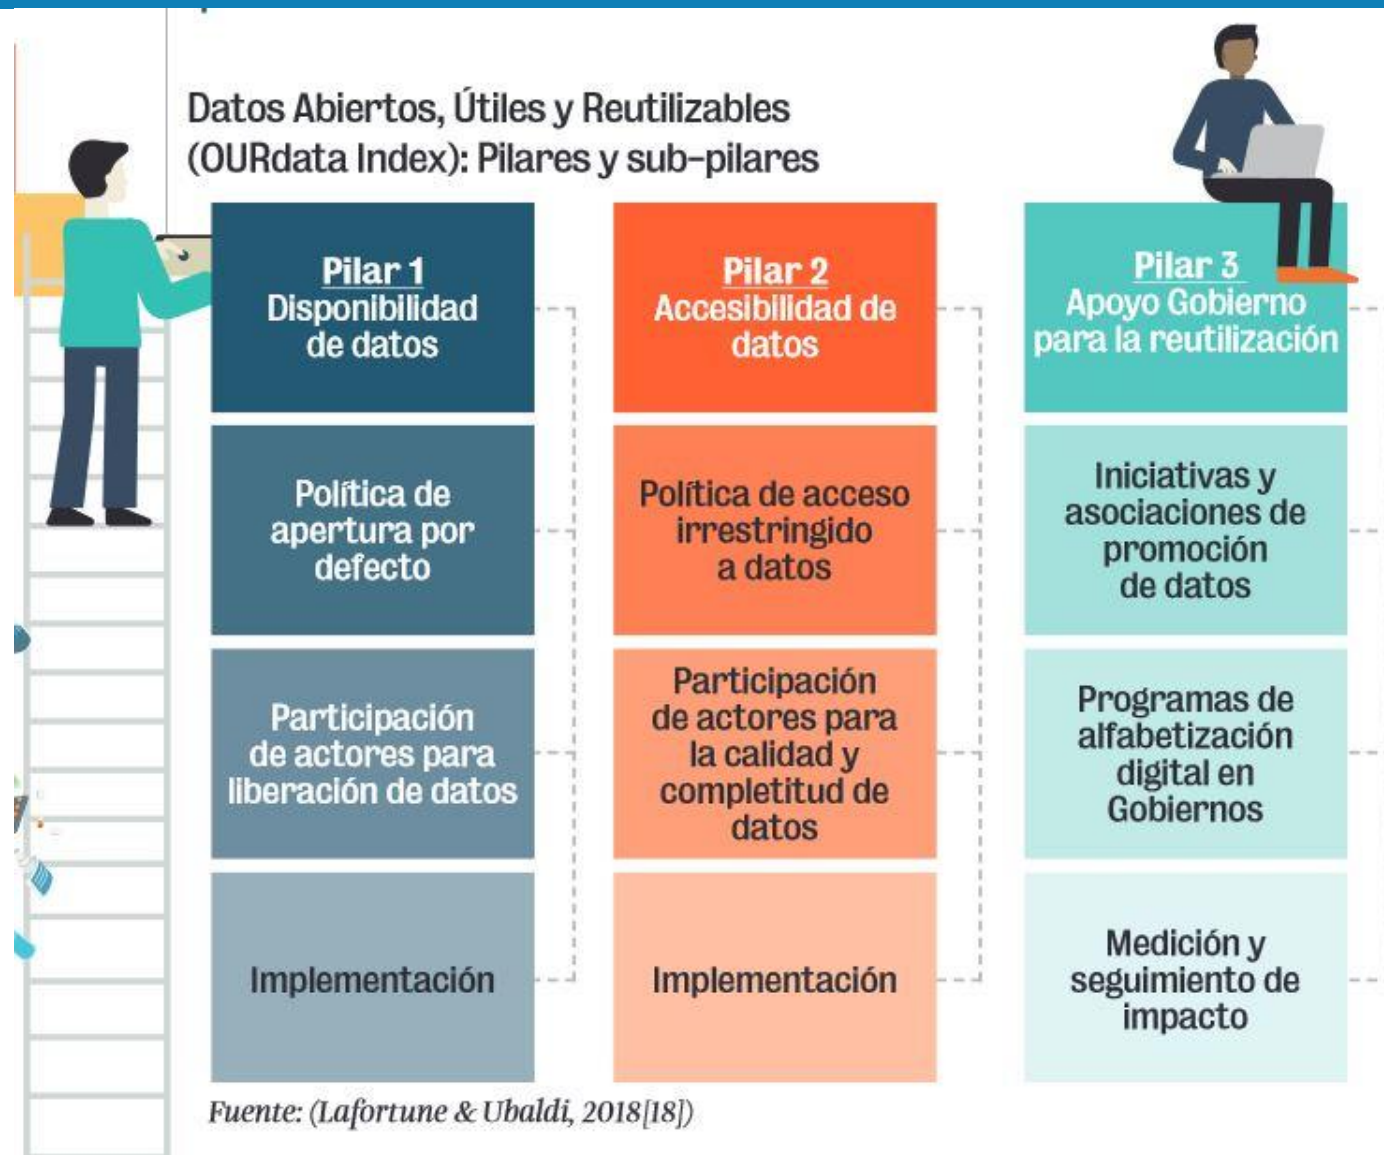 Datos Abiertos, Útiles y Reutilizables
(OURdata Index): Pilares y sub-pilares
Pilar 1
Disponibilidad
de datos
Política de
apertura por
defecto
Participación
de actores para
liberación de datos
Implementación
Pilar 2
Accesibilidad de
datos
Política de acceso
irrestringido
a datos
Participación
de actores para
la calidad y
completitud de
datos
Implementación
Pilar 3
Apoyo Gobierno
para la reutilización
Iniciativas y
asociaciones de
promoción
de datos
Programas de
alfabetización
digital en
Gobiernos
Medición y
seguimiento de
impacto
Fuente: (Lafortune & Ubaldi, 2018[18])